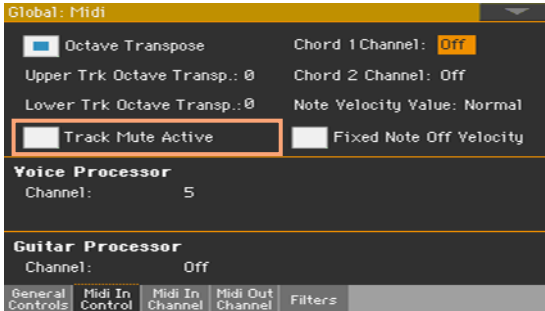 Global: Midi
Octave Transpose
Chord 1 Channel: Off
Upper Trk Octave Transp.: 0
Chord 2 Channel: Off
Lower Trk Octave Transp.:0
Note Velocity Value: Normal
Track Mute Active
Fixed Note Off Velocity
Voice Processor
Channel: 5
Guitar Processor
Channel: Off
General Controls
Midi In Control
Midi In Channel
Midi Out Channel
Filters